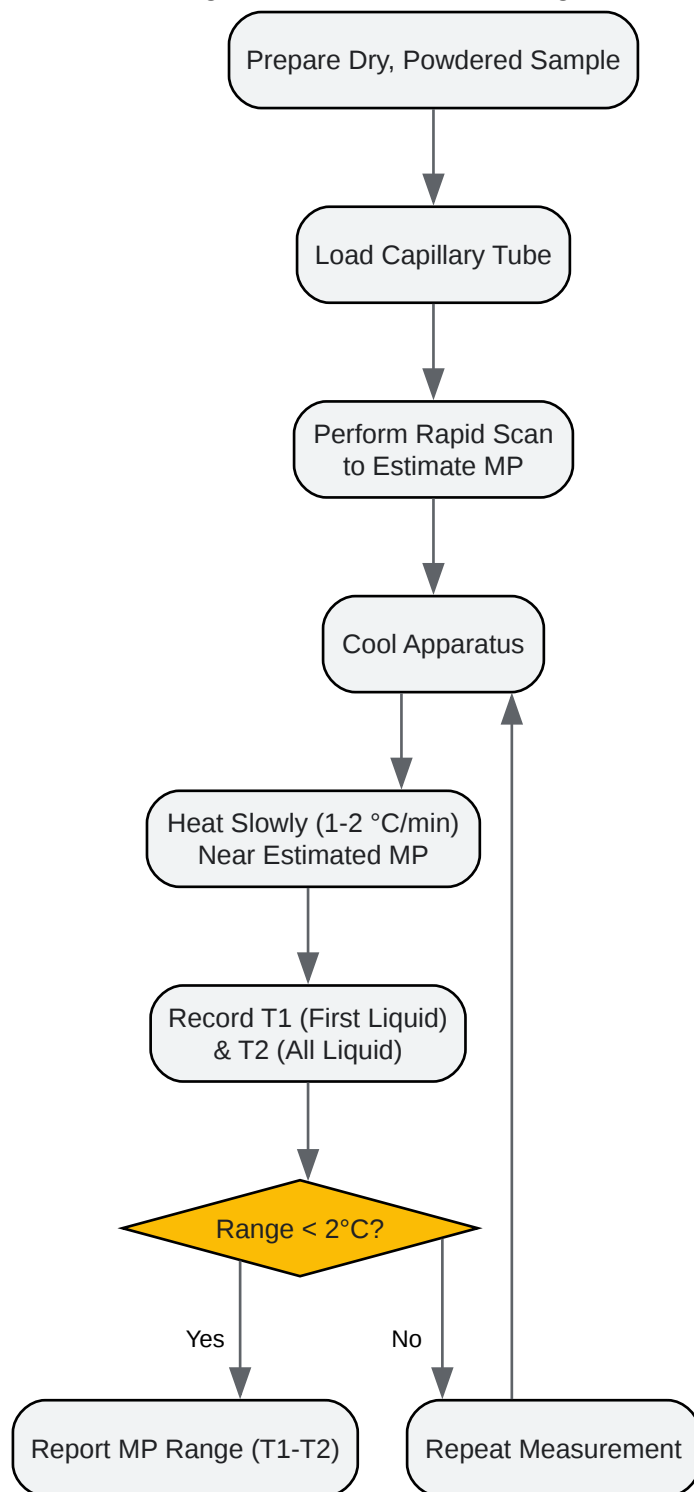 Prepare Dry, Powdered Sample
Load Capillary Tube
Perform Rapid Scan
to Estimate MP
Cool Apparatus
Heat Slowly (1-2 °C/min)
Near Estimated MP
Record T1 (First Liquid)
& T2 (All Liquid)
Range < 2°C?
Yes
No
Report MP Range (T1-T2)
Repeat Measurement